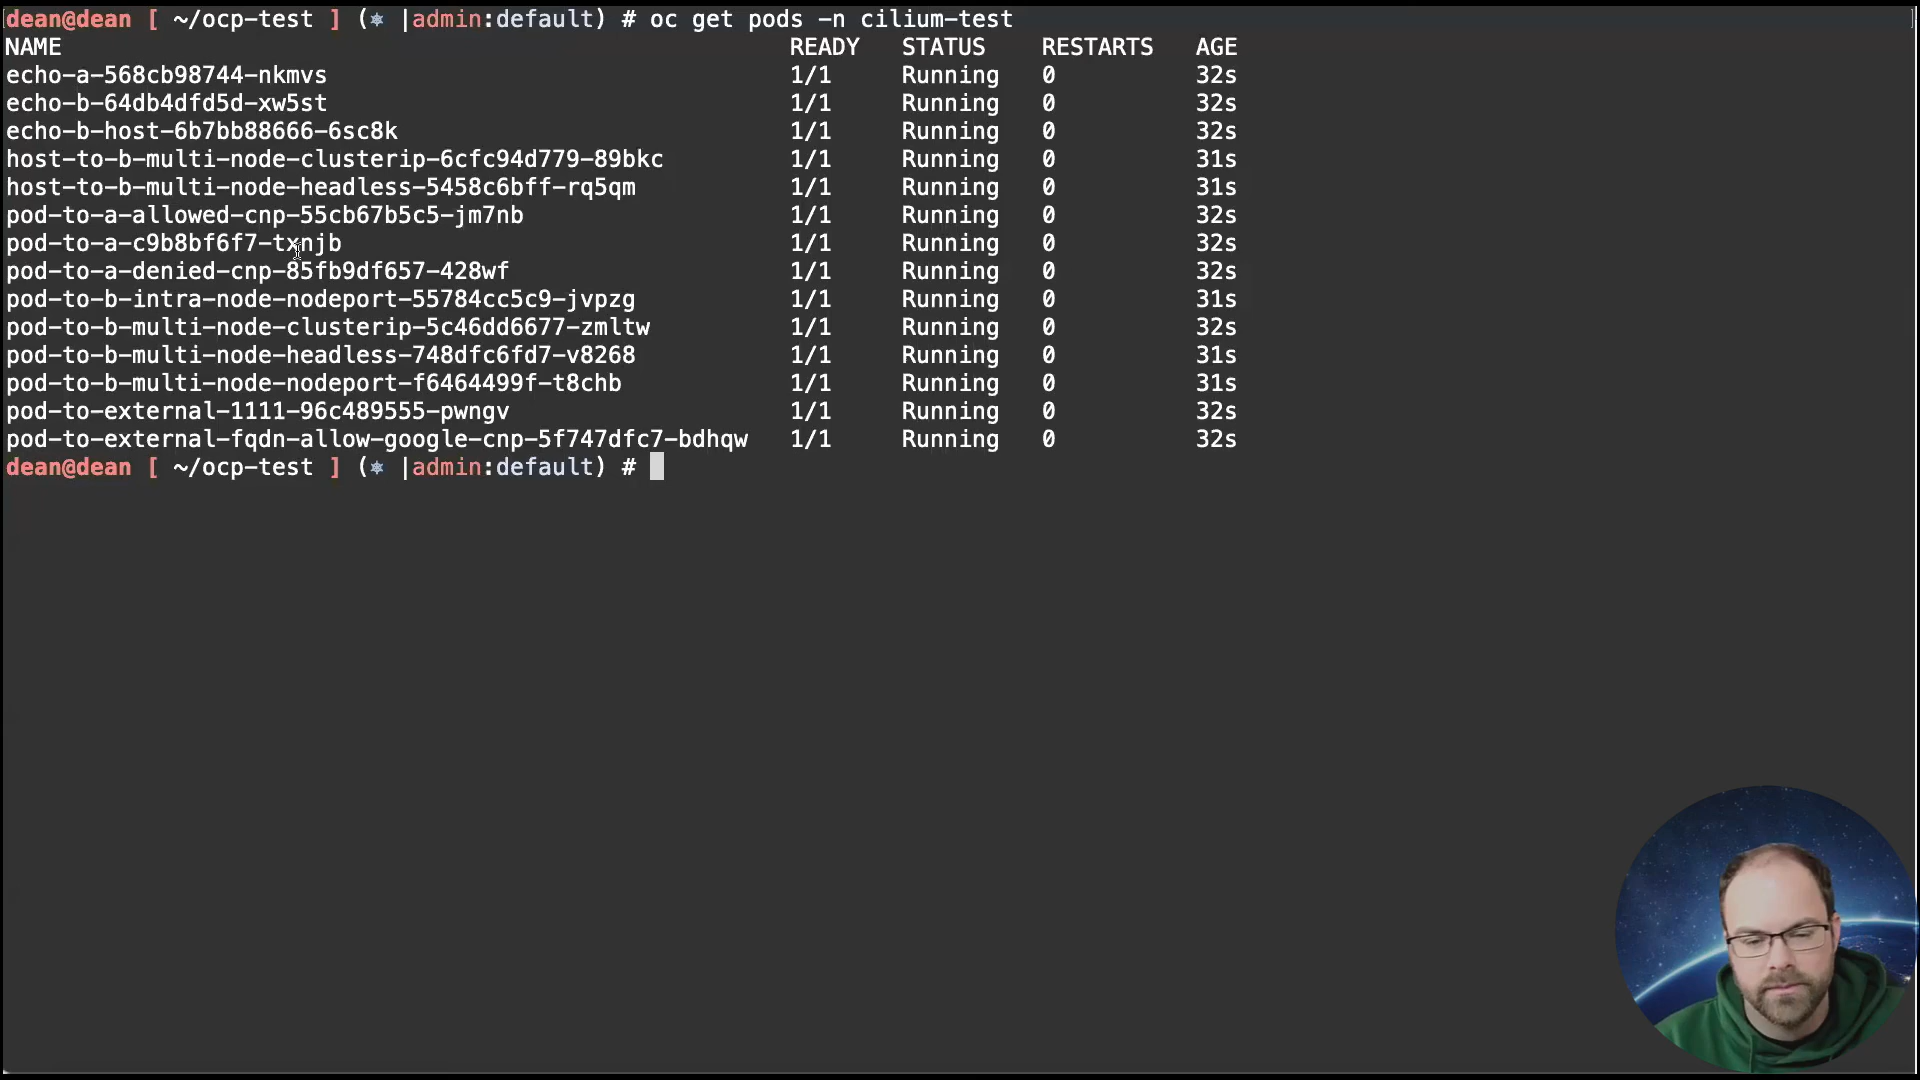 dean@dean [ ~/ocp-test ] (⎈ |admin:default) # oc get pods -n cilium-test
NAME READY STATUS RESTARTS AGE
echo-a-568cb98744-nkmvs 1/1 Running 0 32s
echo-b-64db4dfd5d-xw5st 1/1 Running 0 32s
echo-b-host-6b7bb88666-6sc8k 1/1 Running 0 32s
host-to-b-multi-node-clusterip-6cfc94d779-89bkc 1/1 Running 0 31s
host-to-b-multi-node-headless-5458c6bff-rq5qm 1/1 Running 0 31s
pod-to-a-allowed-cnp-55cb67b5c5-jm7nb 1/1 Running 0 32s
pod-to-a-c9b8bf6f7-txnjb 1/1 Running 0 32s
pod-to-a-denied-cnp-85fb9df657-428wf 1/1 Running 0 32s
pod-to-b-intra-node-nodeport-55784cc5c9-jvpzg 1/1 Running 0 31s
pod-to-b-multi-node-clusterip-5c46dd6677-zmltw 1/1 Running 0 32s
pod-to-b-multi-node-headless-748dfc6fd7-v8268 1/1 Running 0 31s
pod-to-b-multi-node-nodeport-f6464499f-t8chb 1/1 Running 0 31s
pod-to-external-1111-96c489555-pwngv 1/1 Running 0 32s
pod-to-external-fqdn-allow-google-cnp-5f747dfc7-bdhqw 1/1 Running 0 32s
dean@dean [ ~/ocp-test ] (⎈ |admin:default) #